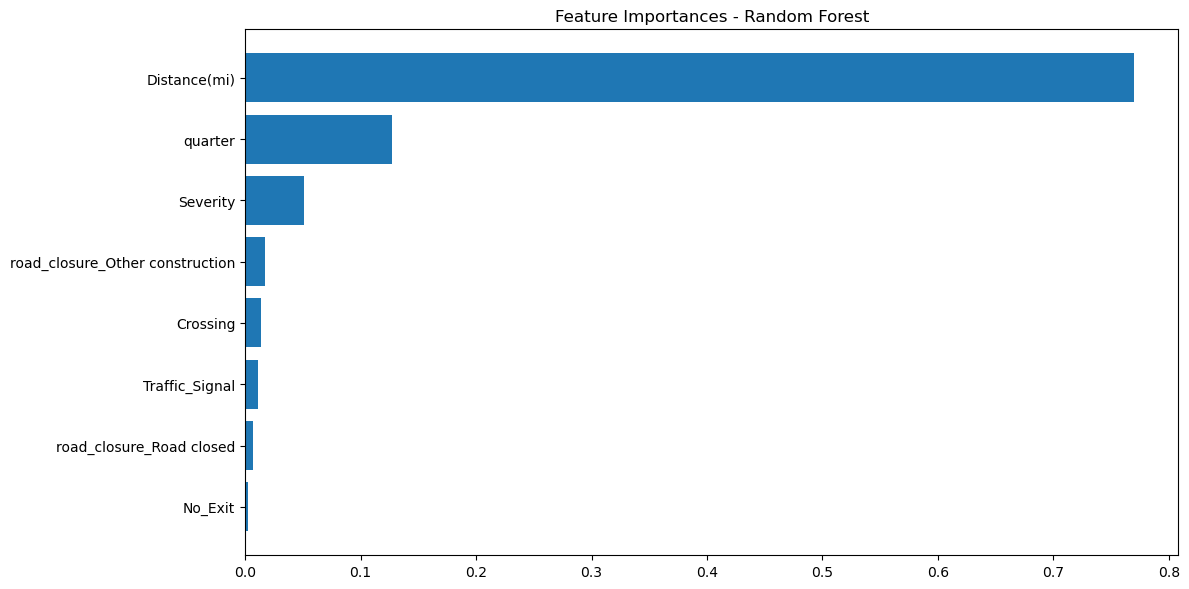 Feature Importances - Random Forest
Distance(mi)
quarter
Severity
road_closure_Other construction
Crossing
Traffic_Signal
road_closure_Road closed
No_Exit
0.0 0.1 0.2 0.3 0.4 0.5 0.6 0.7 0.8